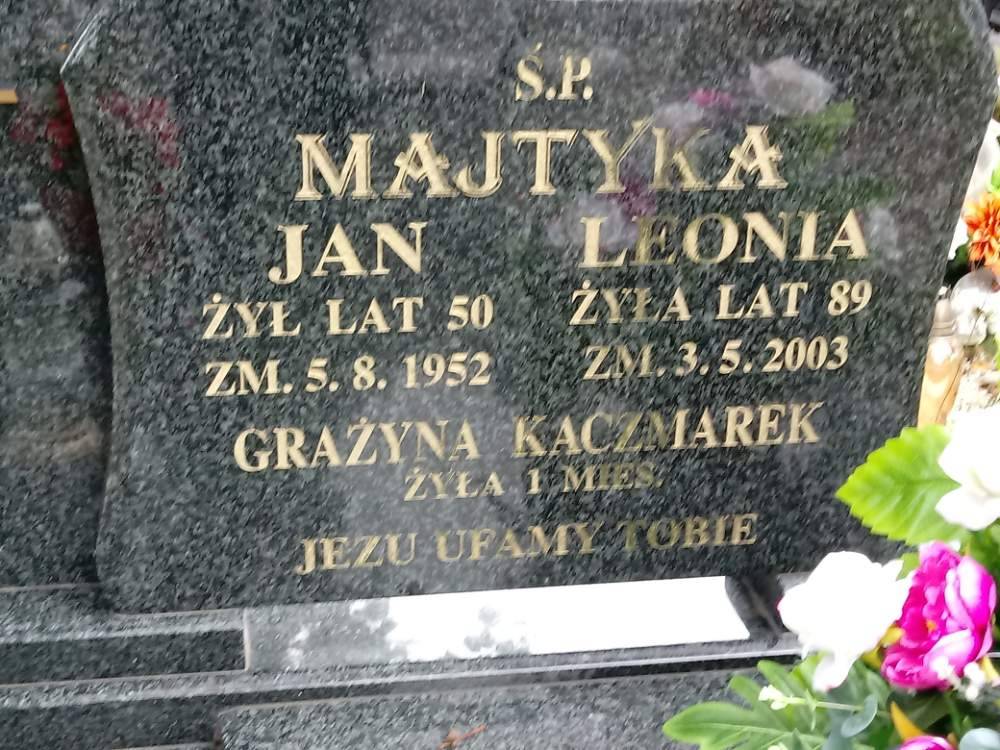 Ś.P.
MAJTYKA
JAN LEONIA
ŻYŁ LAT 50 ŻYŁA LAT 89
ZM. 5. 8. 1952 ZM. 3. 5. 2003
GRAŻYNA KACZMAREK
ŻYŁA 1 MIES.
JEZU UFAMY TOBIE